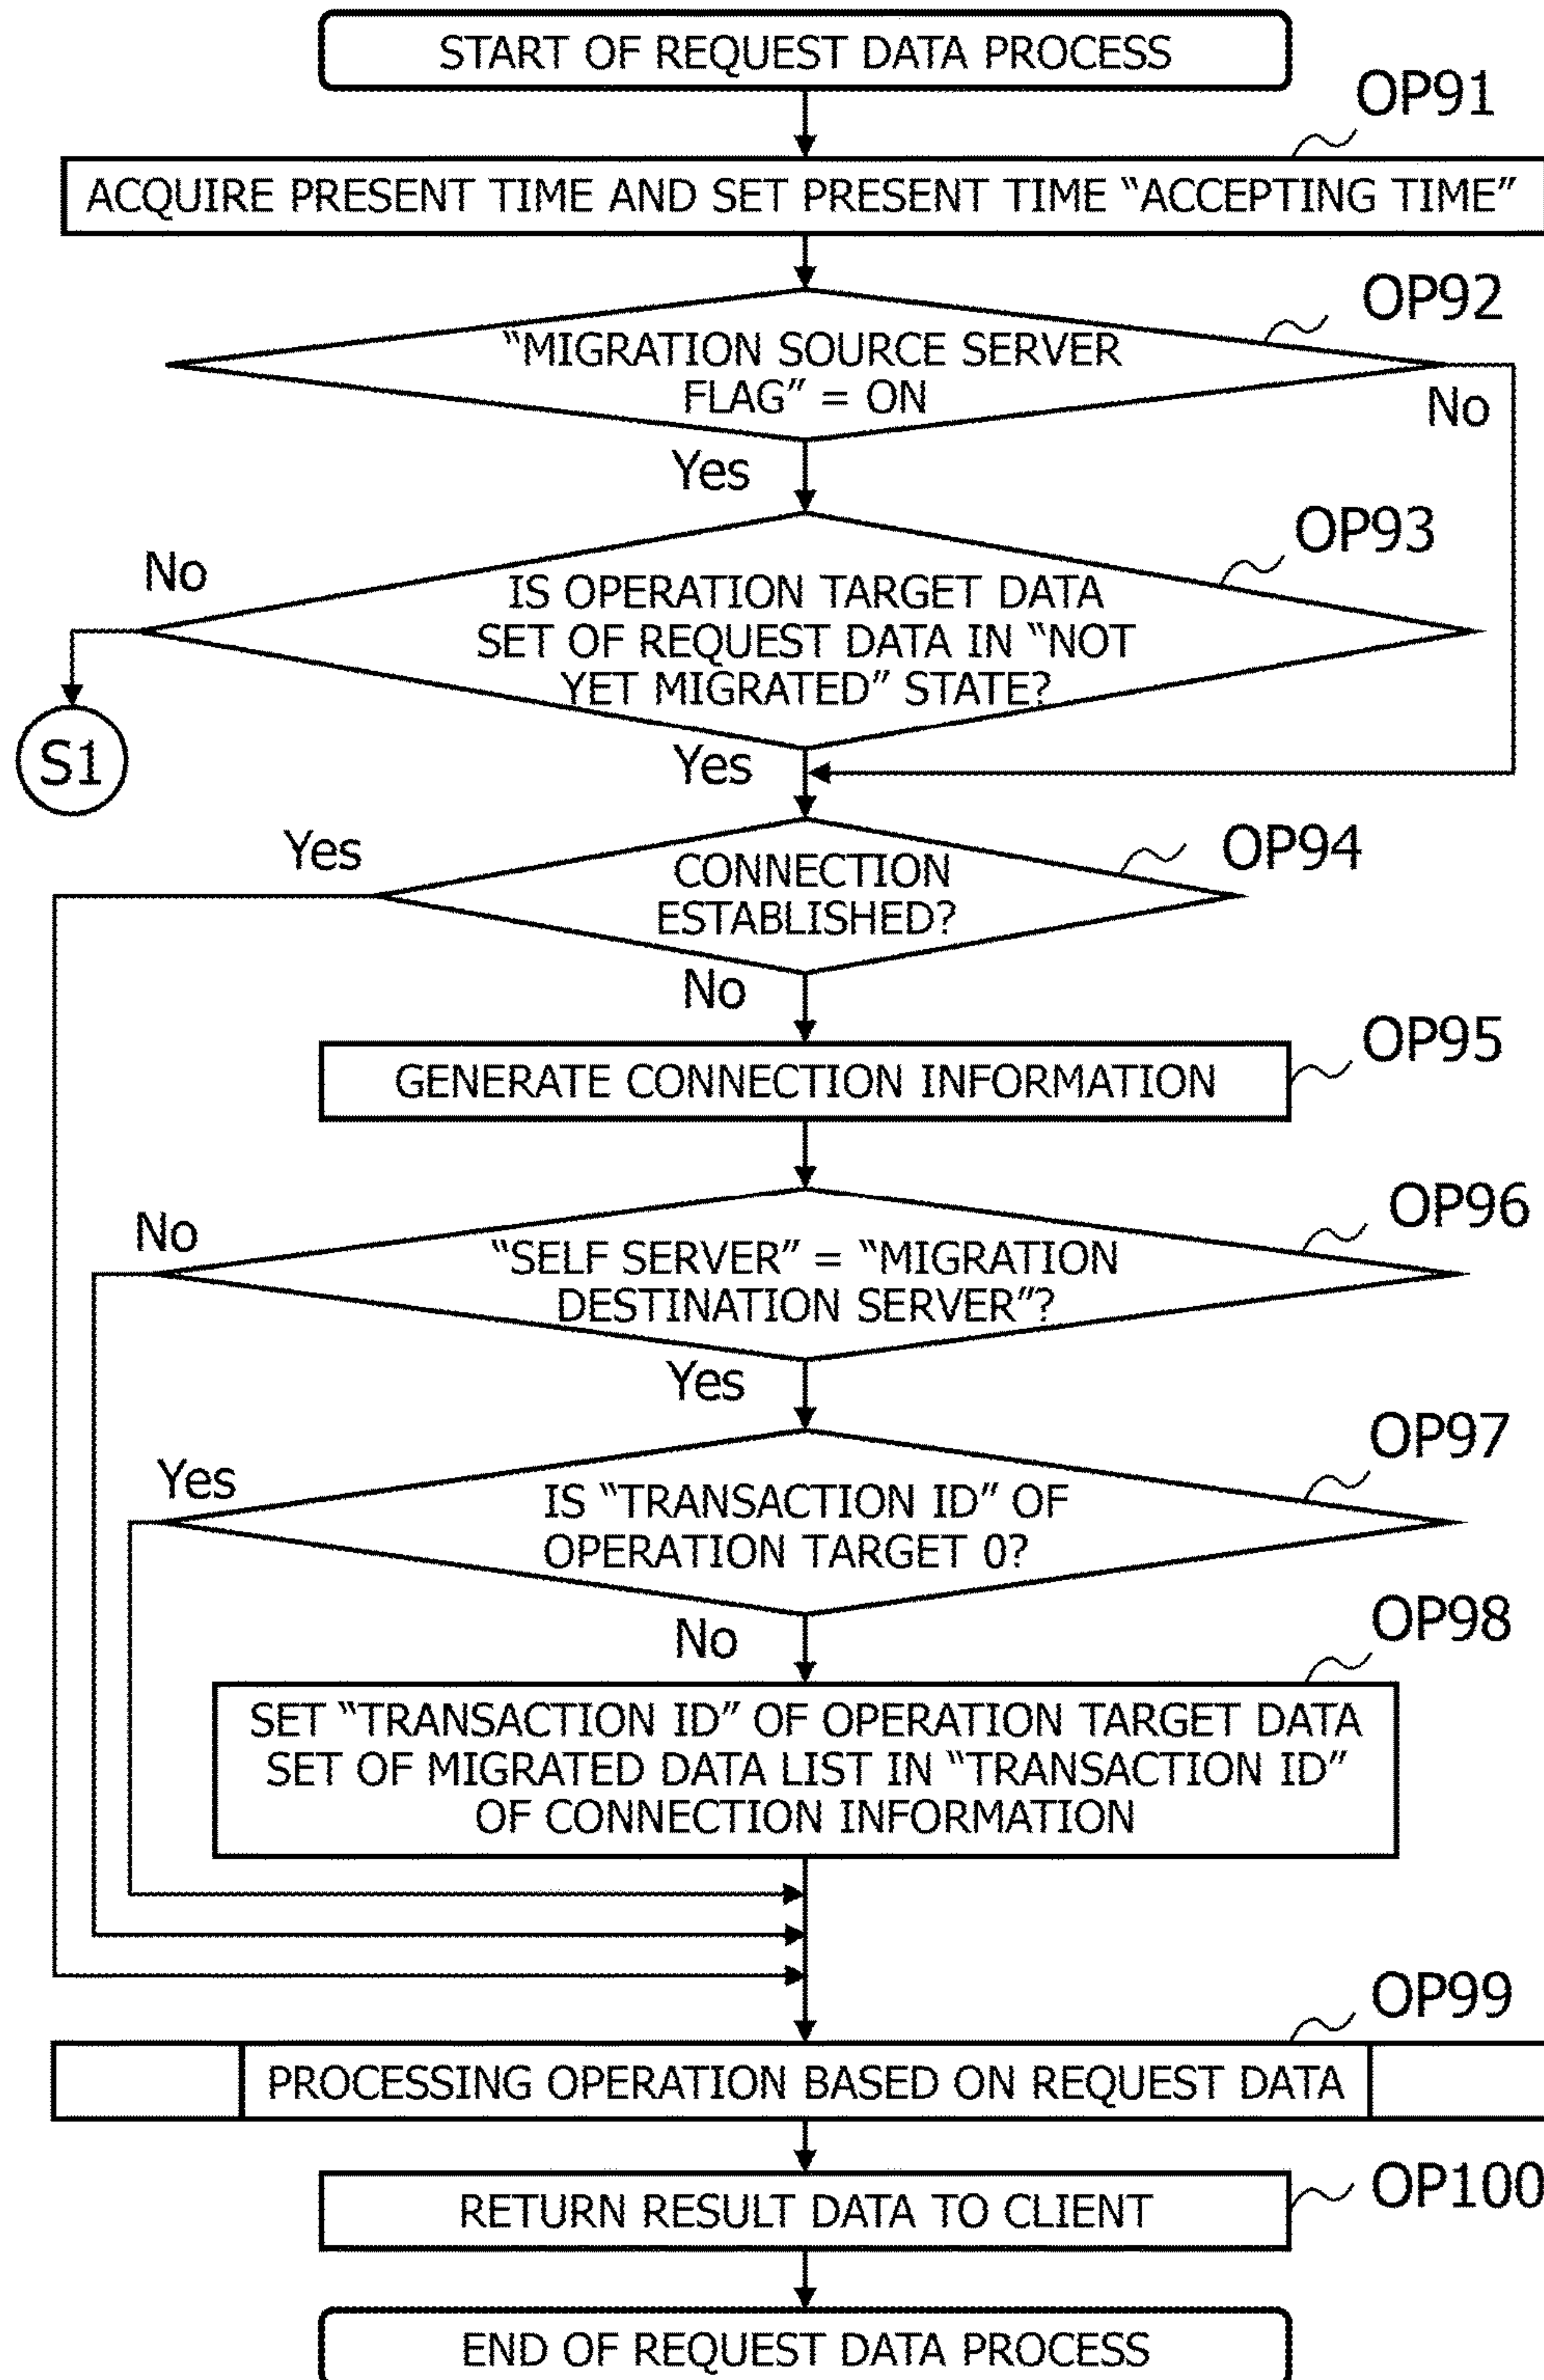 START OF REQUEST DATA PROCESS
OP91
ACQUIRE PRESENT TIME AND SET PRESENT TIME “ACCEPTING TIME”
OP92
“MIGRATION SOURCE SERVER
FLAG” = ON
No
Yes
OP93
No
IS OPERATION TARGET DATA
SET OF REQUEST DATA IN “NOT
YET MIGRATED” STATE?
S1
Yes
Yes
OP94
CONNECTION
ESTABLISHED?
No
OP95
GENERATE CONNECTION INFORMATION
OP96
No
“SELF SERVER” = “MIGRATION
DESTINATION SERVER”?
Yes
OP97
Yes
IS “TRANSACTION ID” OF
OPERATION TARGET 0?
OP98
No
SET “TRANSACTION ID” OF OPERATION TARGET DATA
SET OF MIGRATED DATA LIST IN “TRANSACTION ID”
OF CONNECTION INFORMATION
OP99
PROCESSING OPERATION BASED ON REQUEST DATA
OP100
RETURN RESULT DATA TO CLIENT
END OF REQUEST DATA PROCESS